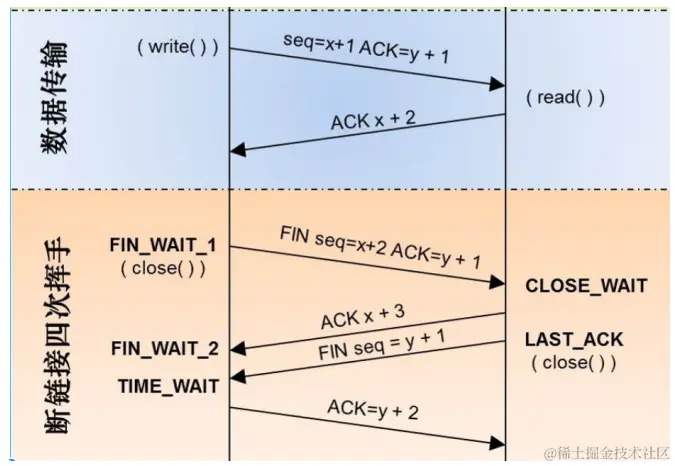 数据传输
( write( ) )
seq=x+1 ACK=y + 1
( read( ) )
ACK x + 2
断链接四次挥手
FIN_WAIT_1
( close( ) )
FIN seq=x+2 ACK=y + 1
CLOSE_WAIT
ACK x + 3
FIN_WAIT_2
FIN seq = y + 1
LAST_ACK
( close( ) )
TIME_WAIT
ACK=y + 2
@稀土掘金技术社区